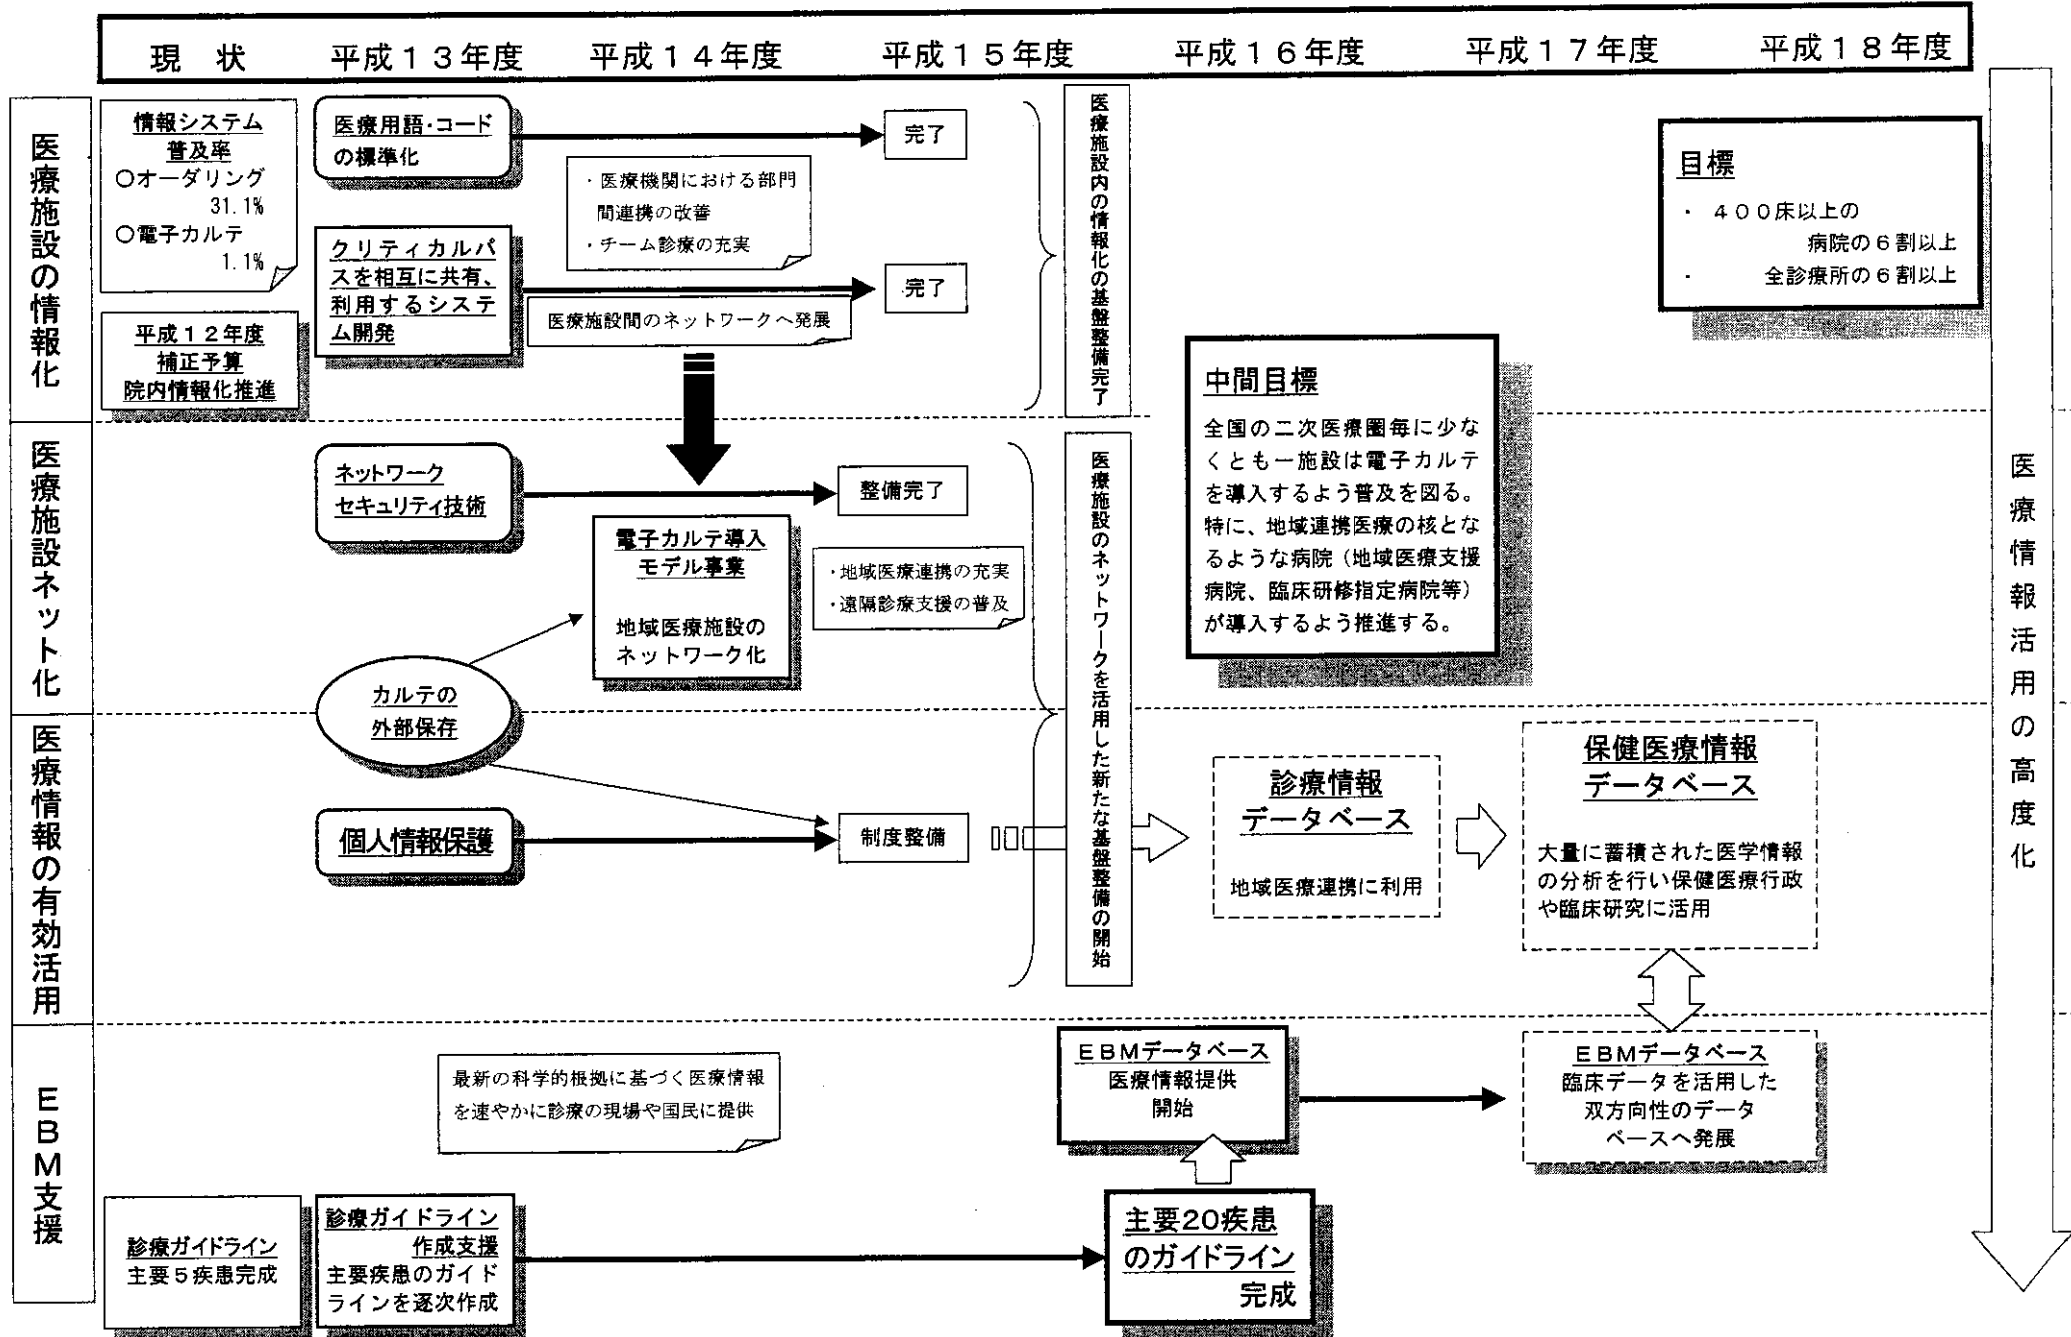 現 状 平成13年度 平成14年度 平成15年度 平成16年度 平成17年度 平成18年度
医療施設の情報化
情報システム
普及率
○オーダリング
31.1%
○電子カルテ
1.1%
平成12年度
補正予算
院内情報化推進
医療用語・コード
の標準化
完了
・医療機関における部門
間連携の改善
・チーム診療の充実
クリティカルパ
スを相互に共有、
利用するシステ
ム開発
完了
医療施設間のネットワークへ発展
医療施設内の情報化の基盤整備完了
目標
・ 400床以上の
病院の6割以上
・ 全診療所の6割以上
中間目標
全国の二次医療圏毎に少な
くとも一施設は電子カルテ
を導入するよう普及を図る。
特に、地域連携医療の核とな
るような病院(地域医療支援
病院、臨床研修指定病院等)
が導入するよう推進する。
医療施設ネット化
ネットワーク
セキュリティ技術
整備完了
電子カルテ導入
モデル事業
地域医療施設の
ネットワーク化
・地域医療連携の充実
・遠隔診療支援の普及
カルテの
外部保存
医療施設のネットワークを活用した新たな基盤整備の開始
医療情報の有効活用
個人情報保護
制度整備
診療情報
データベース
地域医療連携に利用
保健医療情報
データベース
大量に蓄積された医学情報
の分析を行い保健医療行政
や臨床研究に活用
EBM支援
最新の科学的根拠に基づく医療情報
を速やかに診療の現場や国民に提供
EBMデータベース
医療情報提供
開始
EBMデータベース
臨床データを活用した
双方向性のデータ
ベースへ発展
診療ガイドライン
主要5疾患完成
診療ガイドライン
作成支援
主要疾患のガイド
ラインを逐次作成
主要20疾患
のガイドライン
完成
医療情報活用の高度化